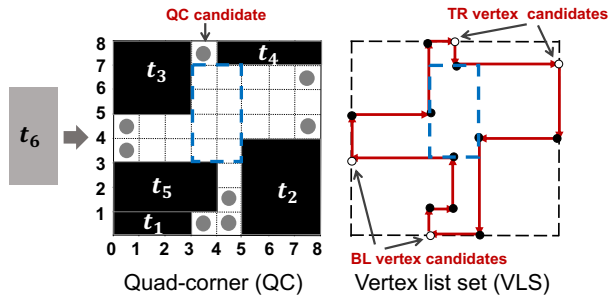 QC candidate
TR vertex candidates
8
7
6
5
4
3
2
1
0 1 2 3 4 5 6 7 8
t₃
t₄
t₆
t₅
t₂
t₁
BL vertex candidates
Quad-corner (QC)
Vertex list set (VLS)